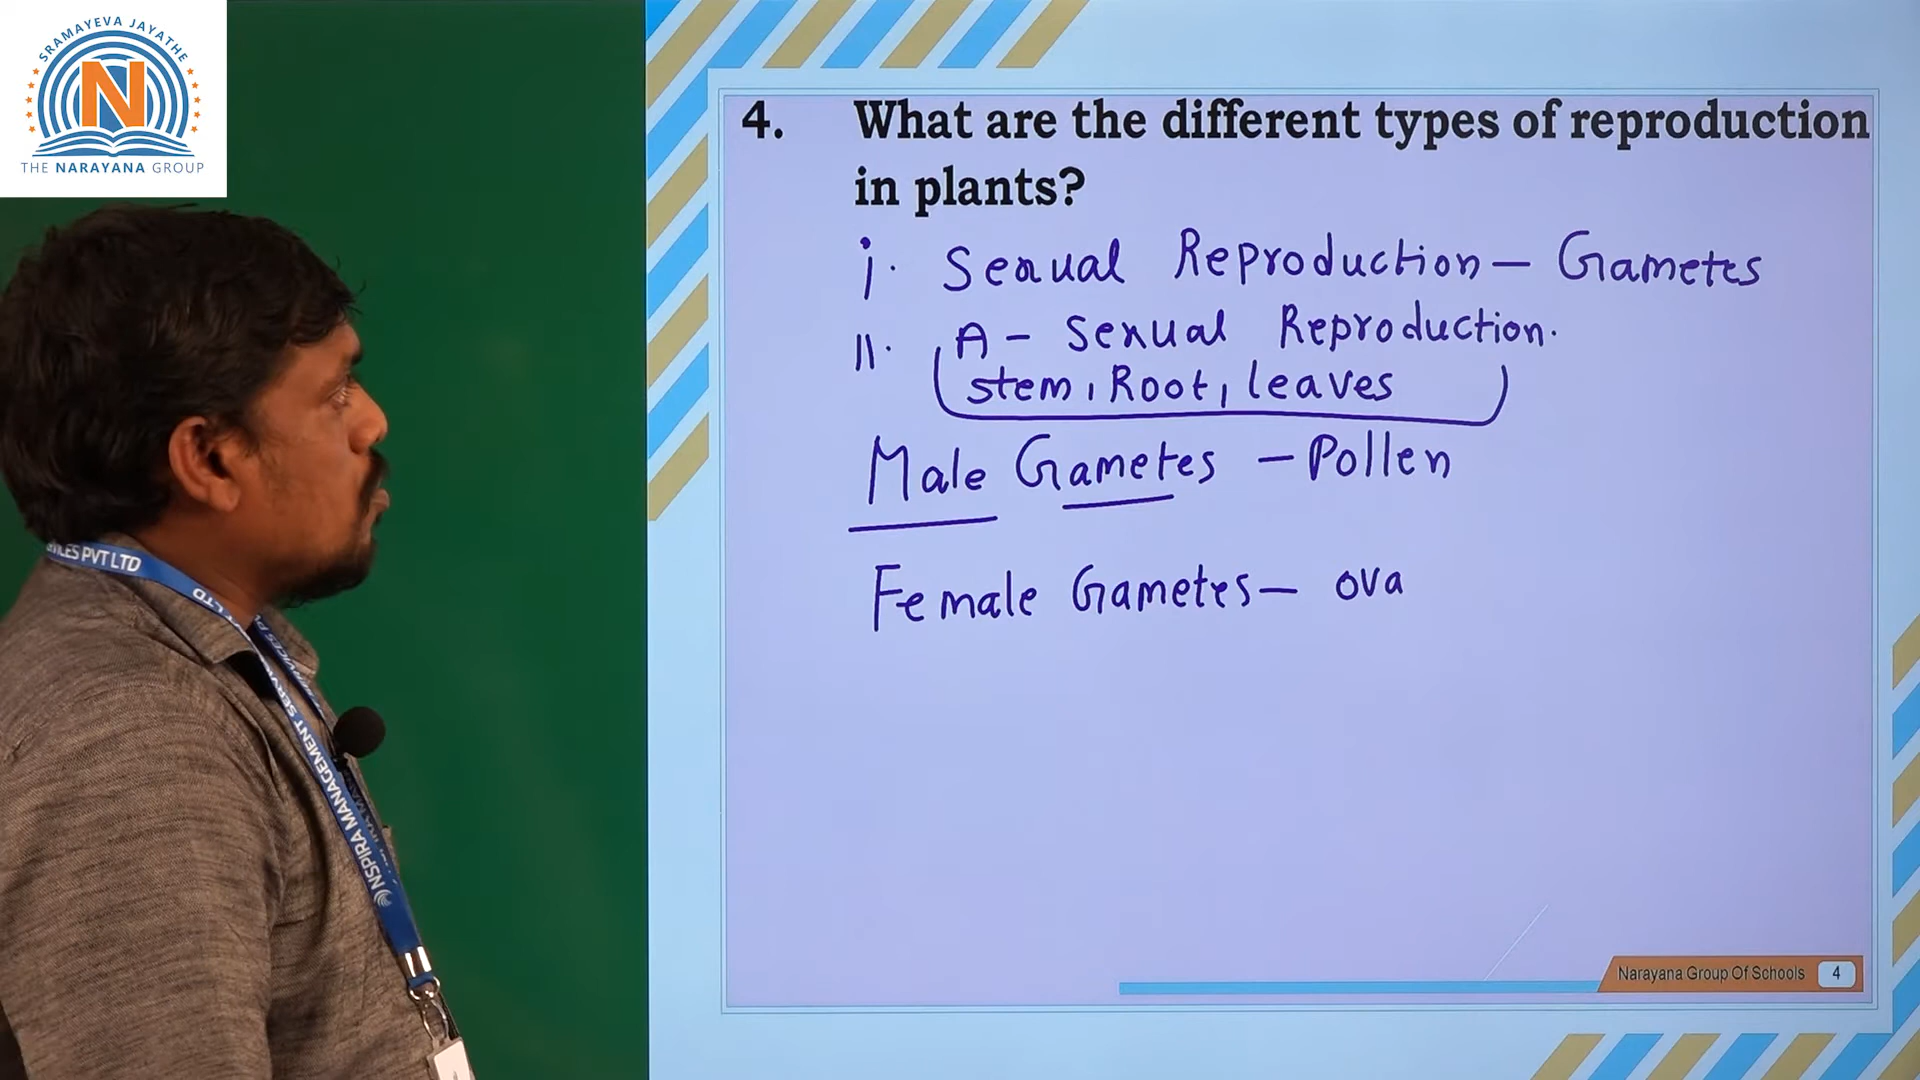 SRAMAYEVA JAYATHE
N
THE NARAYANA GROUP
4. What are the different types of reproduction
in plants?
i. Sexual Reproduction – Gametes
II. A – Sexual Reproduction.
stem, Root, leaves
Male Gametes – Pollen
Female Gametes – ova
PVT LTD
LTD
NSPIRA MANAGEMENT
Narayana Group Of Schools 4